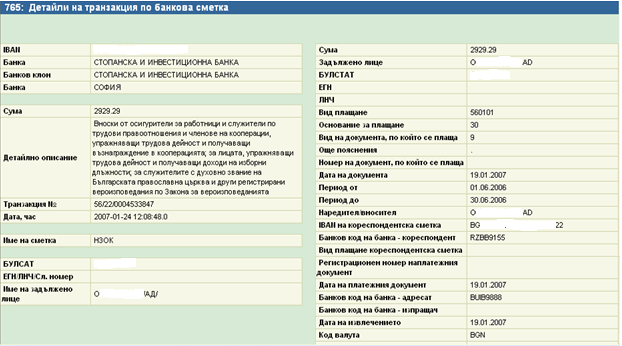 765: Детайли на транзакция по банкова сметка
IBAN
Банка СТОПАНСКА И ИНВЕСТИЦИОННА БАНКА
Банков клон СТОПАНСКА И ИНВЕСТИЦИОННА БАНКА
Банка СОФИЯ
Сума 2929.29
Детайлно описание
Вноски от осигурители за работници и служители по
трудови правоотношения и членове на кооперации,
упражняващи трудова дейност и получаващи
възнаграждение в кооперацията; за лицата, упражняващи
трудова дейност и получаващи доходи на изборни
длъжности; за служителите с духовно звание на
Българската православна църква и други регистрирани
вероизповедания по Закона за вероизповеданията
Транзакция № 56/22/0004533847
Дата, час 2007-01-24 12:08:48.0
Име на сметка НЗОК
БУЛСАТ
ЕГН/ЛНЧ/Сл. номер
Име на задължено
лице О /АД/
Сума 2929.29
Задължено лице О AD
БУЛСТАТ
ЕГН
ЛНЧ
Вид плащане 560101
Основание за плащане 30
Вид на документа, по който се плаща 9
Още пояснения .
Номер на документ, по който се плаща
Дата на документа 19.01.2007
Период от 01.06.2006
Период до 30.06.2006
Наредител/вносител О AD
IBAN на кореспондентска сметка BG . 22
Банков код на банка - кореспондент RZBB9155
Вид плащане кореспондентска сметка
Регистрационен номер наплатежния
документ
Дата на платежния документ 19.01.2007
Банков код на банка - адресат BUIB9888
Банков код на банка - изпращач
Дата на извлечението 19.01.2007
Код валута BGN